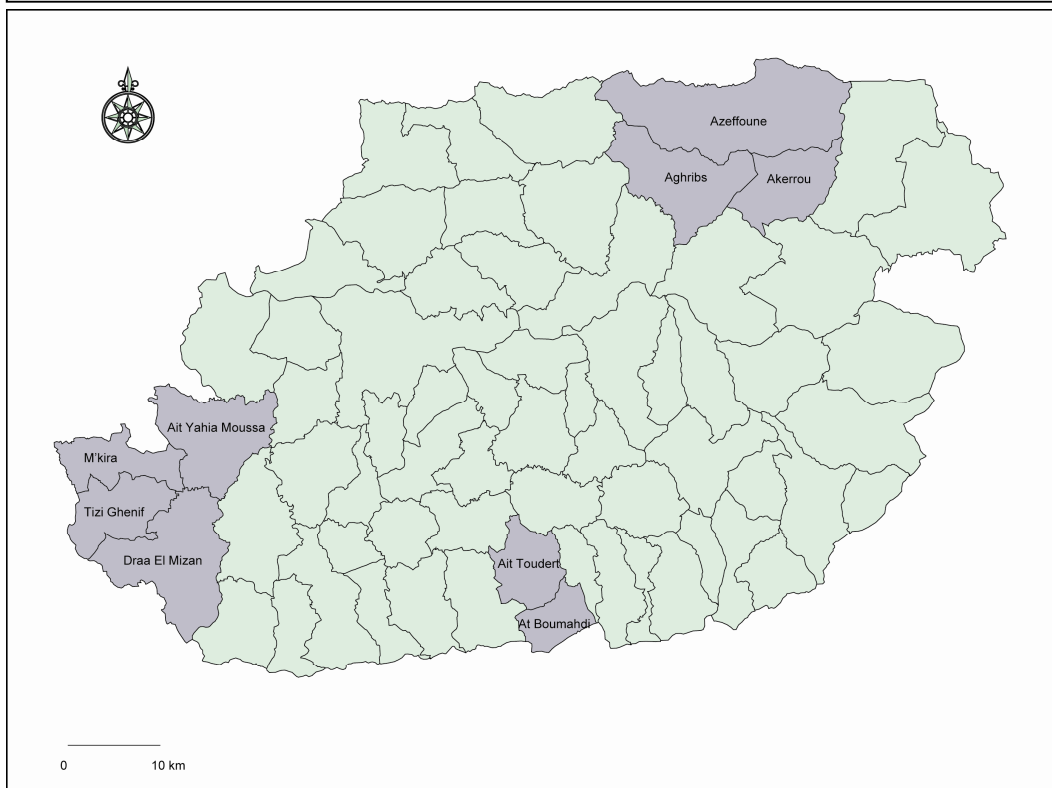 Azeffoune
Aghribs
Akerrou
Ait Yahia Moussa
M'kira
Tizi Ghenif
Draa El Mizan
Ait Toudert
At Boumahdi
0 10 km